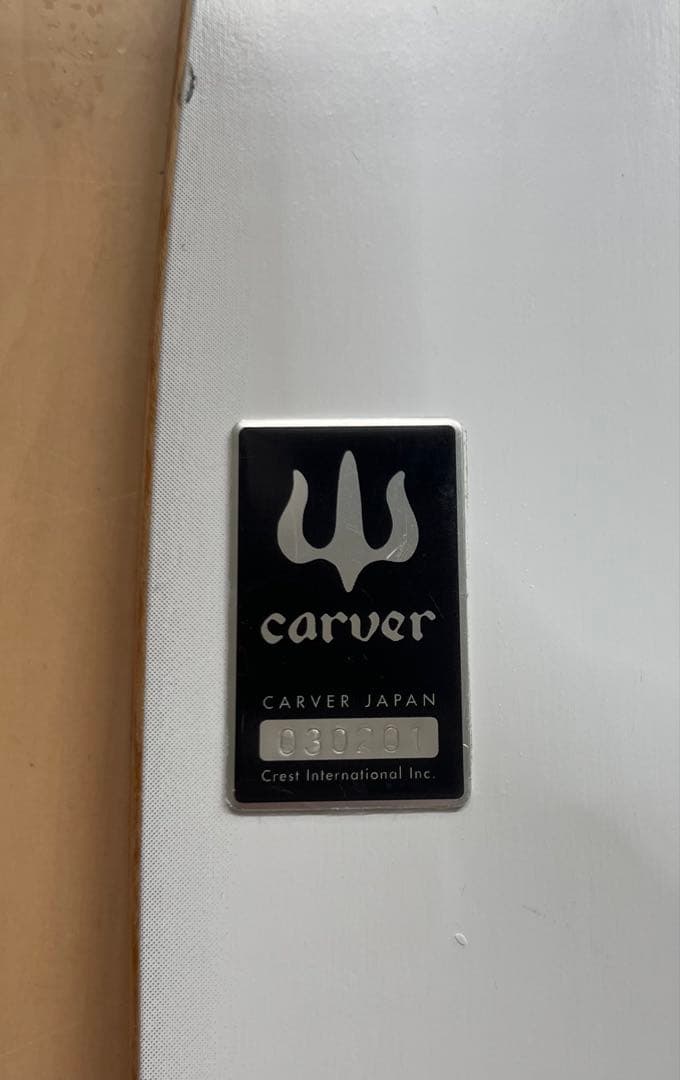 carver
CARVER JAPAN
030201
Crest International Inc.